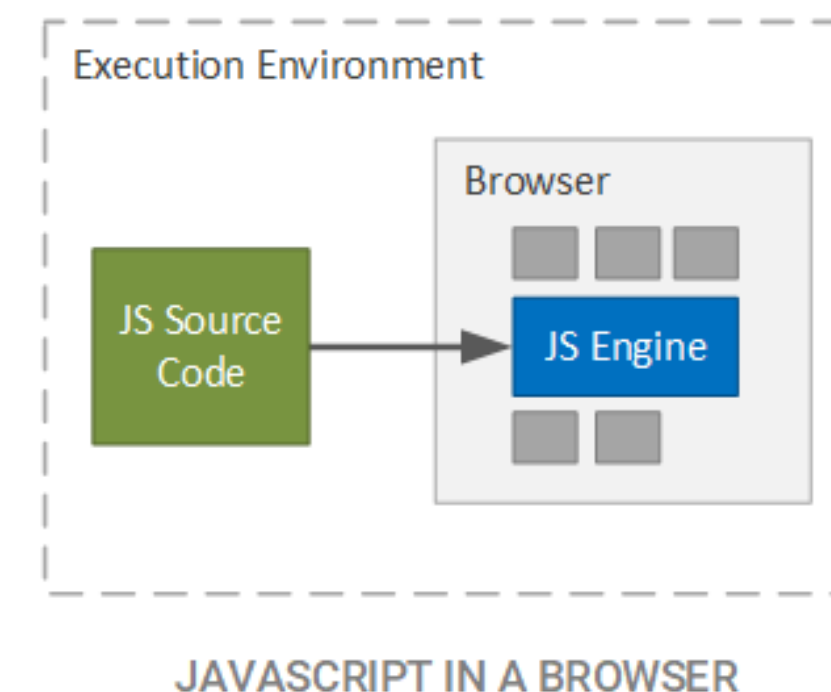 Execution Environment
Browser
JS Source
Code
JS Engine
JAVASCRIPT IN A BROWSER